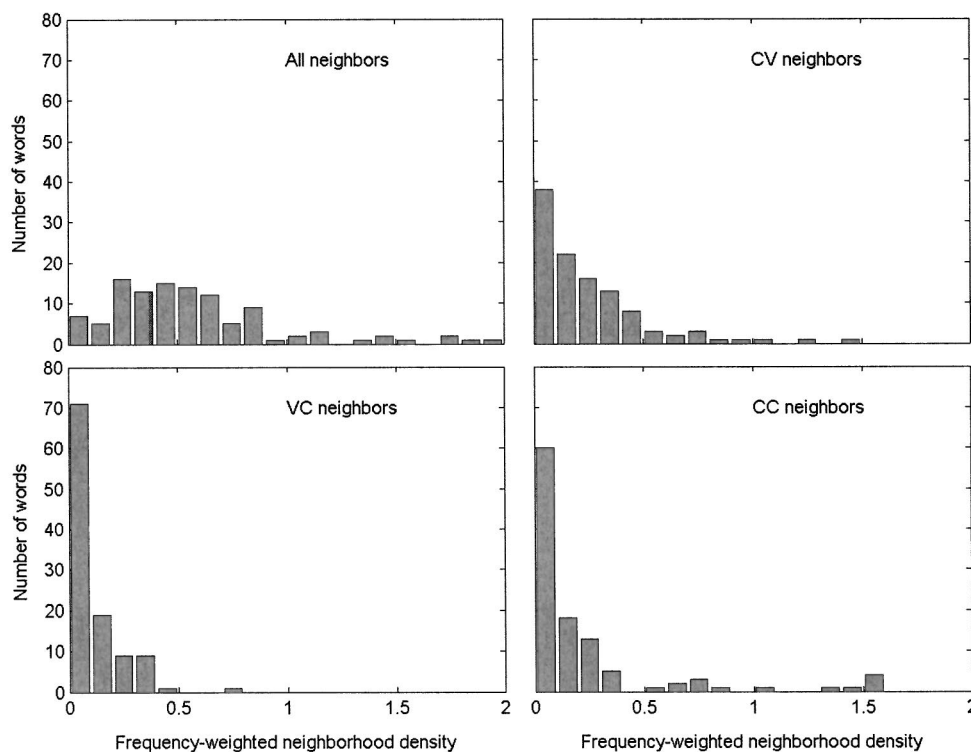 80
70
60
50
40
30
20
10
0
Number of words
All neighbors
CV neighbors
80
70
60
50
40
30
20
10
0
Number of words
VC neighbors
CC neighbors
0 0.5 1 1.5 2
0 0.5 1 1.5 2
Frequency-weighted neighborhood density
Frequency-weighted neighborhood density